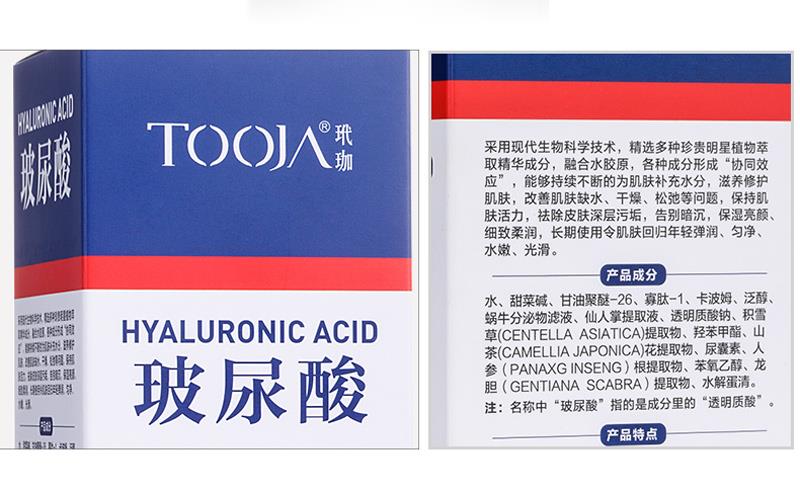 HYALURONIC ACID
玻尿酸
TOOJA® 玳珈
HYALURONIC ACID
玻尿酸
产品成分
采用现代生物科学技术，精选多种珍贵明星植物萃
取精华成分，融合水胶原，各种成分形成“协同效
应”，能够持续不断的为肌肤补充水分，滋养修护
肌肤，改善肌肤缺水、干燥、松弛等问题，保持肌
肤活力，祛除皮肤深层污垢，告别暗沉，保湿亮颜、
细致柔润，长期使用令肌肤回归年轻弹润、匀净、
水嫩、光滑。
产品成分
水、甜菜碱、甘油聚醚-26、寡肽-1、卡波姆、泛醇、
蜗牛分泌物滤液、仙人掌提取液、透明质酸钠、积雪
草(CENTELLA ASIATICA)提取物、羟苯甲酯、山
茶(CAMELLIA JAPONICA)花提取物、尿囊素、人
参（PANAXG INSENG）根提取物、苯氧乙醇、龙
胆（GENTIANA SCABRA）提取物、水解蛋清。
注：名称中“玻尿酸”指的是成分里的“透明质酸”。
产品特点